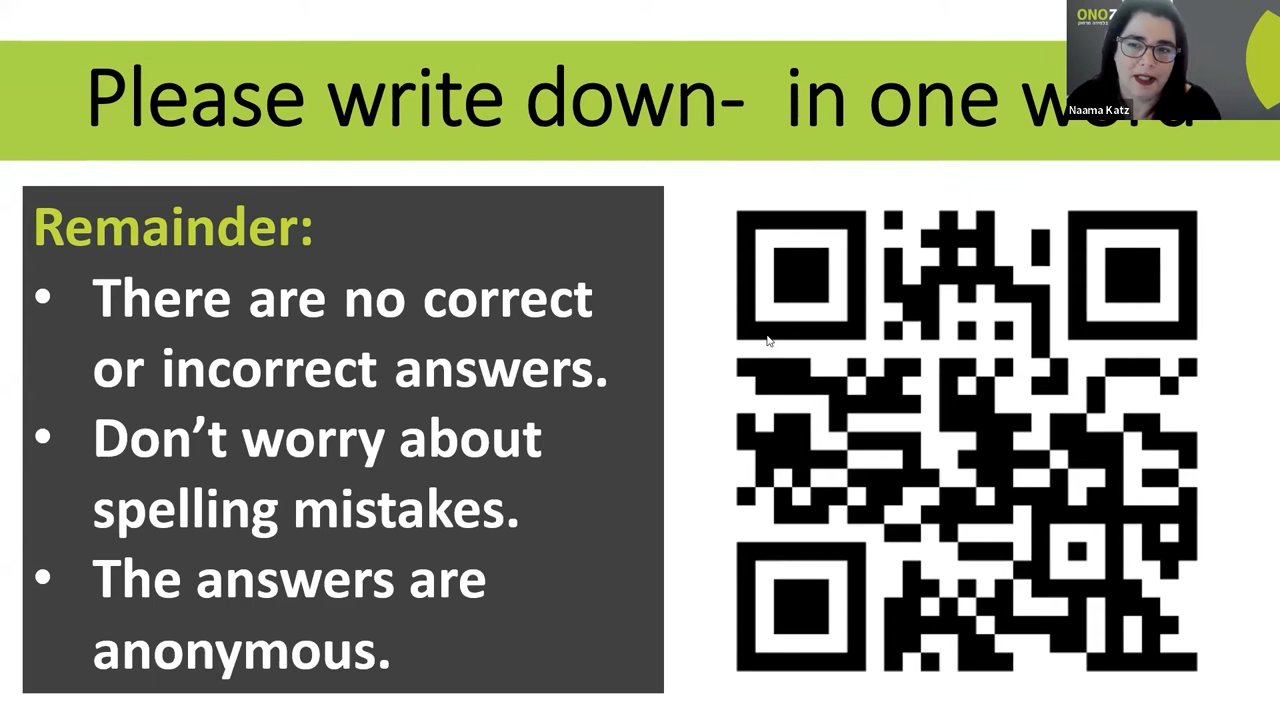 Please write down-  in one word
ONO
Naama Katz
Remainder:
• There are no correct
or incorrect answers.
• Don’t worry about
spelling mistakes.
• The answers are
anonymous.